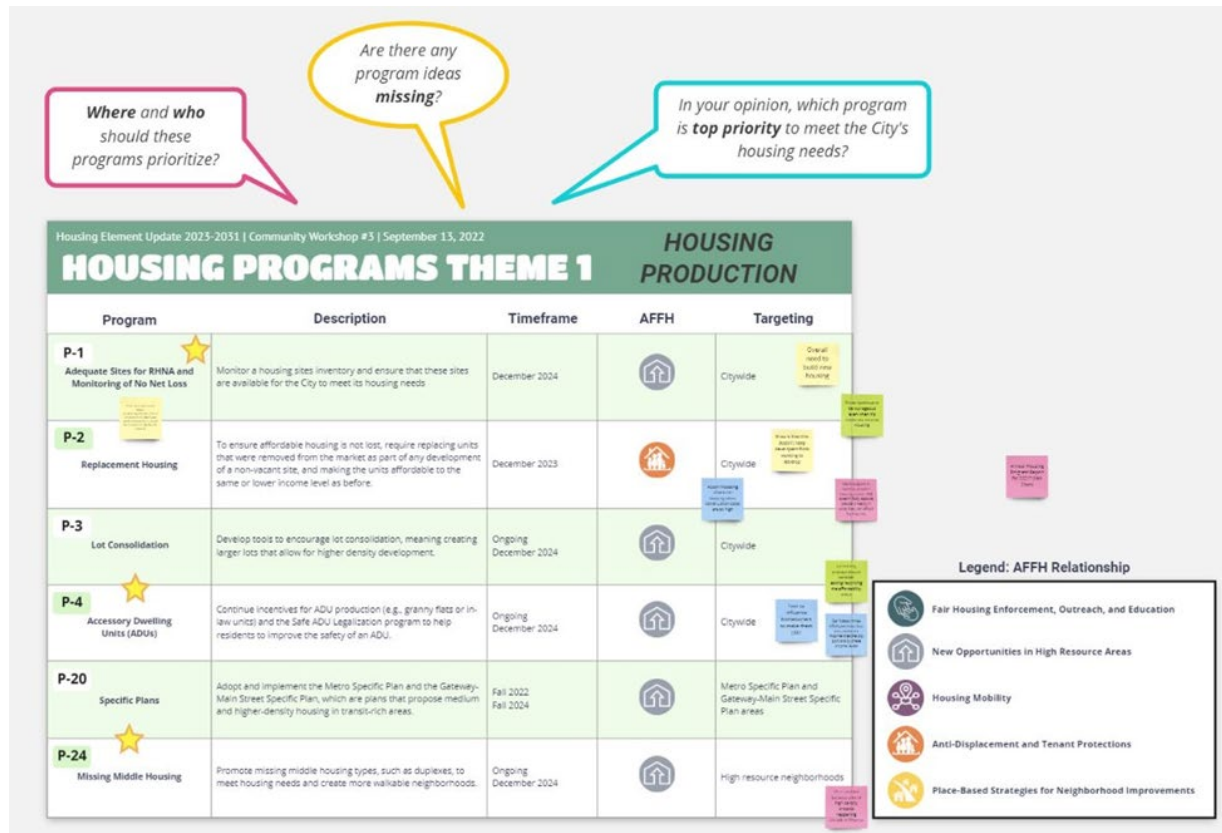 Are there any
program ideas
missing?
Where and who
should these
programs prioritize?
In your opinion, which program
is top priority to meet the City's
housing needs?
Housing Element Update 2023-2031 | Community Workshop #3 | September 13, 2022
HOUSING PROGRAMS THEME 1
HOUSING
PRODUCTION
Program
Description
Timeframe
AFFH
Targeting
P-1
Adequate Sites for RHNA and
Monitoring of No Net Loss
Monitor a housing sites inventory and ensure that these sites
are available for the City to meet its housing needs
December 2024
Citywide
Overall
need to
build new
housing
P-2
Replacement Housing
To ensure affordable housing is not lost, require replacing units
that were removed from the market as part of any development
of a non-vacant site, and making the units affordable to the
same or lower income level as before.
December 2023
Citywide
P-3
Lot Consolidation
Develop tools to encourage lot consolidation, meaning creating
larger lots that allow for higher density development.
Ongoing
December 2024
Citywide
P-4
Accessory Dwelling
Units (ADUs)
Continue incentives for ADU production (e.g., granny flats or in-
law units) and the Safe ADU Legalization program to help
residents to improve the safety of an ADU.
Ongoing
December 2024
Citywide
P-20
Specific Plans
Adopt and implement the Metro Specific Plan and the Gateway-
Main Street Specific Plan, which are plans that propose medium
and higher-density housing in transit-rich areas.
Fall 2022
Fall 2024
Metro Specific Plan and
Gateway-Main Street Specific
Plan areas
P-24
Missing Middle Housing
Promote missing middle housing types, such as duplexes, to
meet housing needs and create more walkable neighborhoods.
Ongoing
December 2024
High resource neighborhoods
Legend: AFFH Relationship
Fair Housing Enforcement, Outreach, and Education
New Opportunities in High Resource Areas
Housing Mobility
Anti-Displacement and Tenant Protections
Place-Based Strategies for Neighborhood Improvements